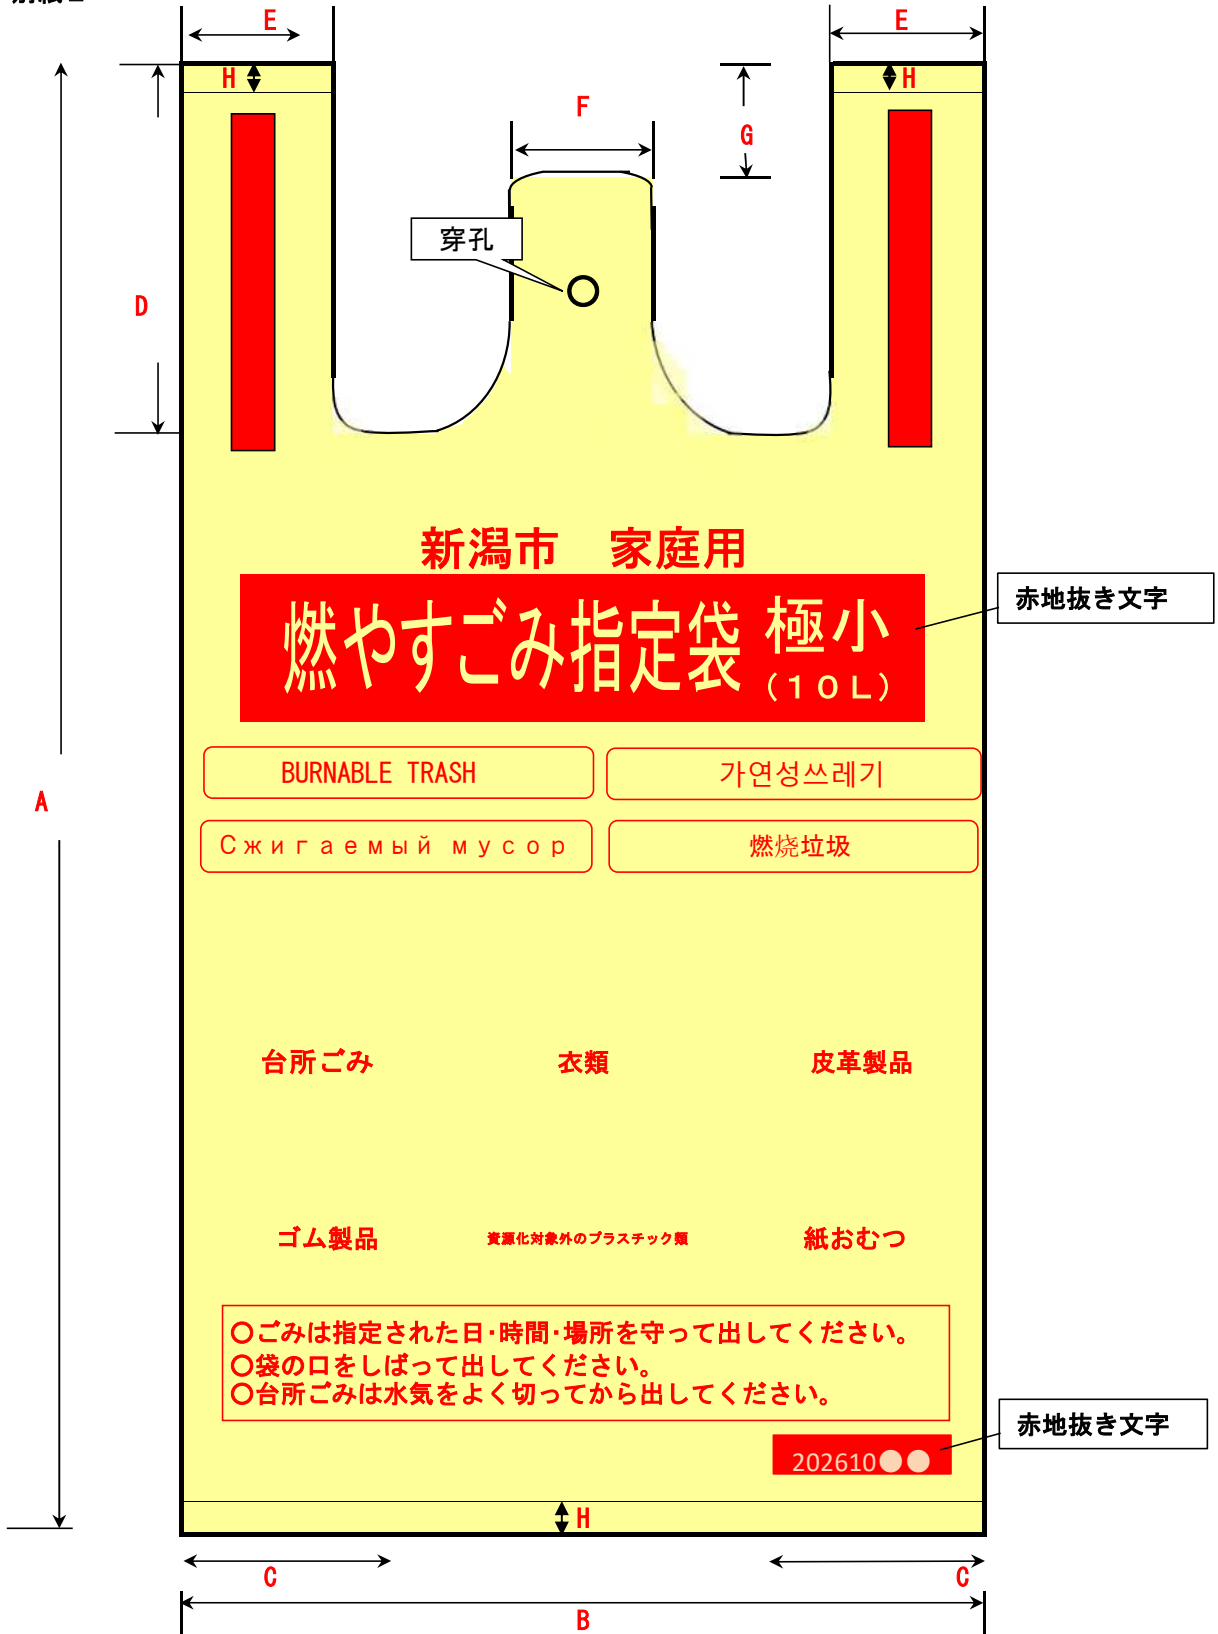 E
E
H
H
F
G
穿孔
D
新潟市　家庭用
燃やすごみ指定袋 極小
(10L)
赤地抜き文字
BURNABLE TRASH
가연성쓰레기
A
Сжигаемый мусор
燃烧垃圾
台所ごみ
衣類
皮革製品
ゴム製品
資源化対象外のプラスチック類
紙おむつ
〇ごみは指定された日・時間・場所を守って出してください。
〇袋の口をしばって出してください。
〇台所ごみは水気をよく切ってから出してください。
赤地抜き文字
202610●●
H
C
C
B